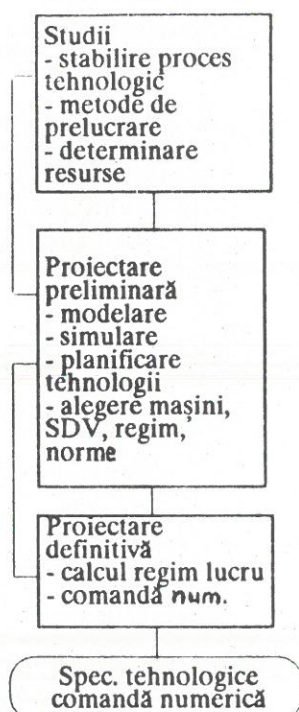 Studii
- stabilire proces
tehnologic
- metode de
prelucrare
- determinare
resurse
Proiectare
preliminară
- modelare
- simulare
- planificare
tehnologii
- alegere mașini,
SDV, regim,
norme
Proiectare
definitivă
- calcul regim lucru
- comandă num.
Spec. tehnologice
comandă numerică